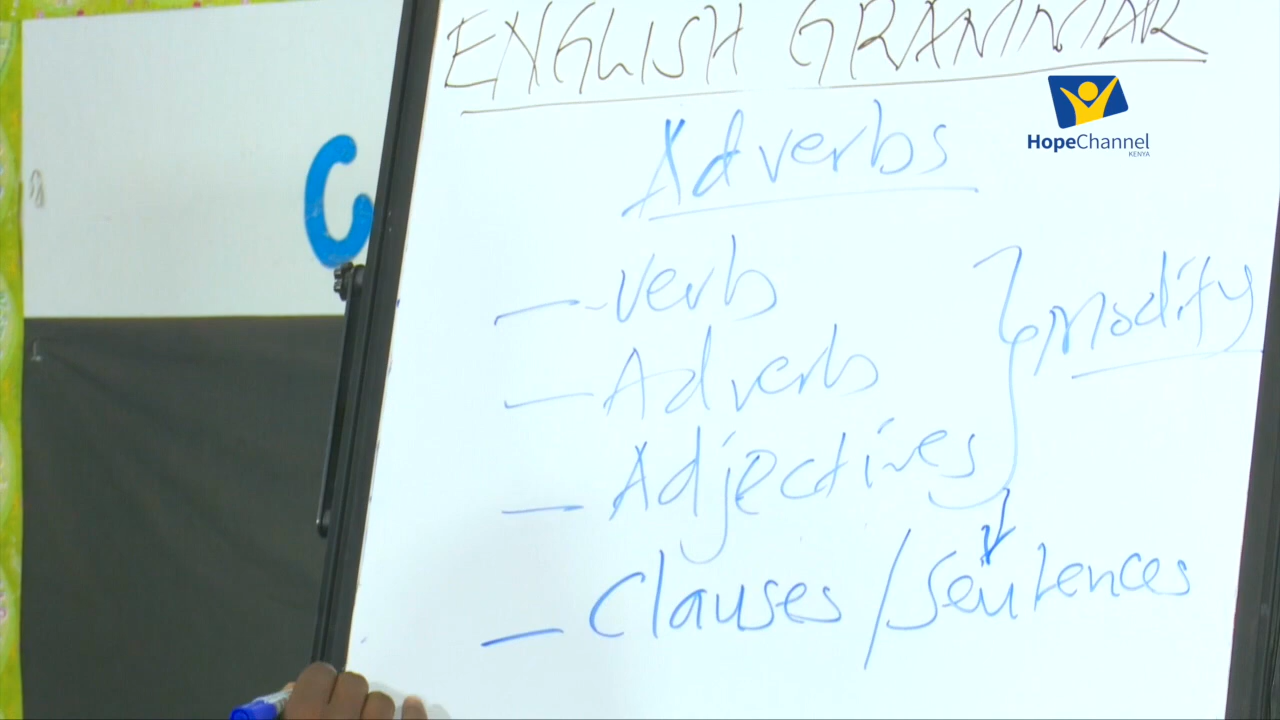 ENGLISH GRAMMAR
HopeChannel
KENYA
Adverbs
- verb
- Adverb
- Adjectives
} Modify
- Clauses / Sentences
C